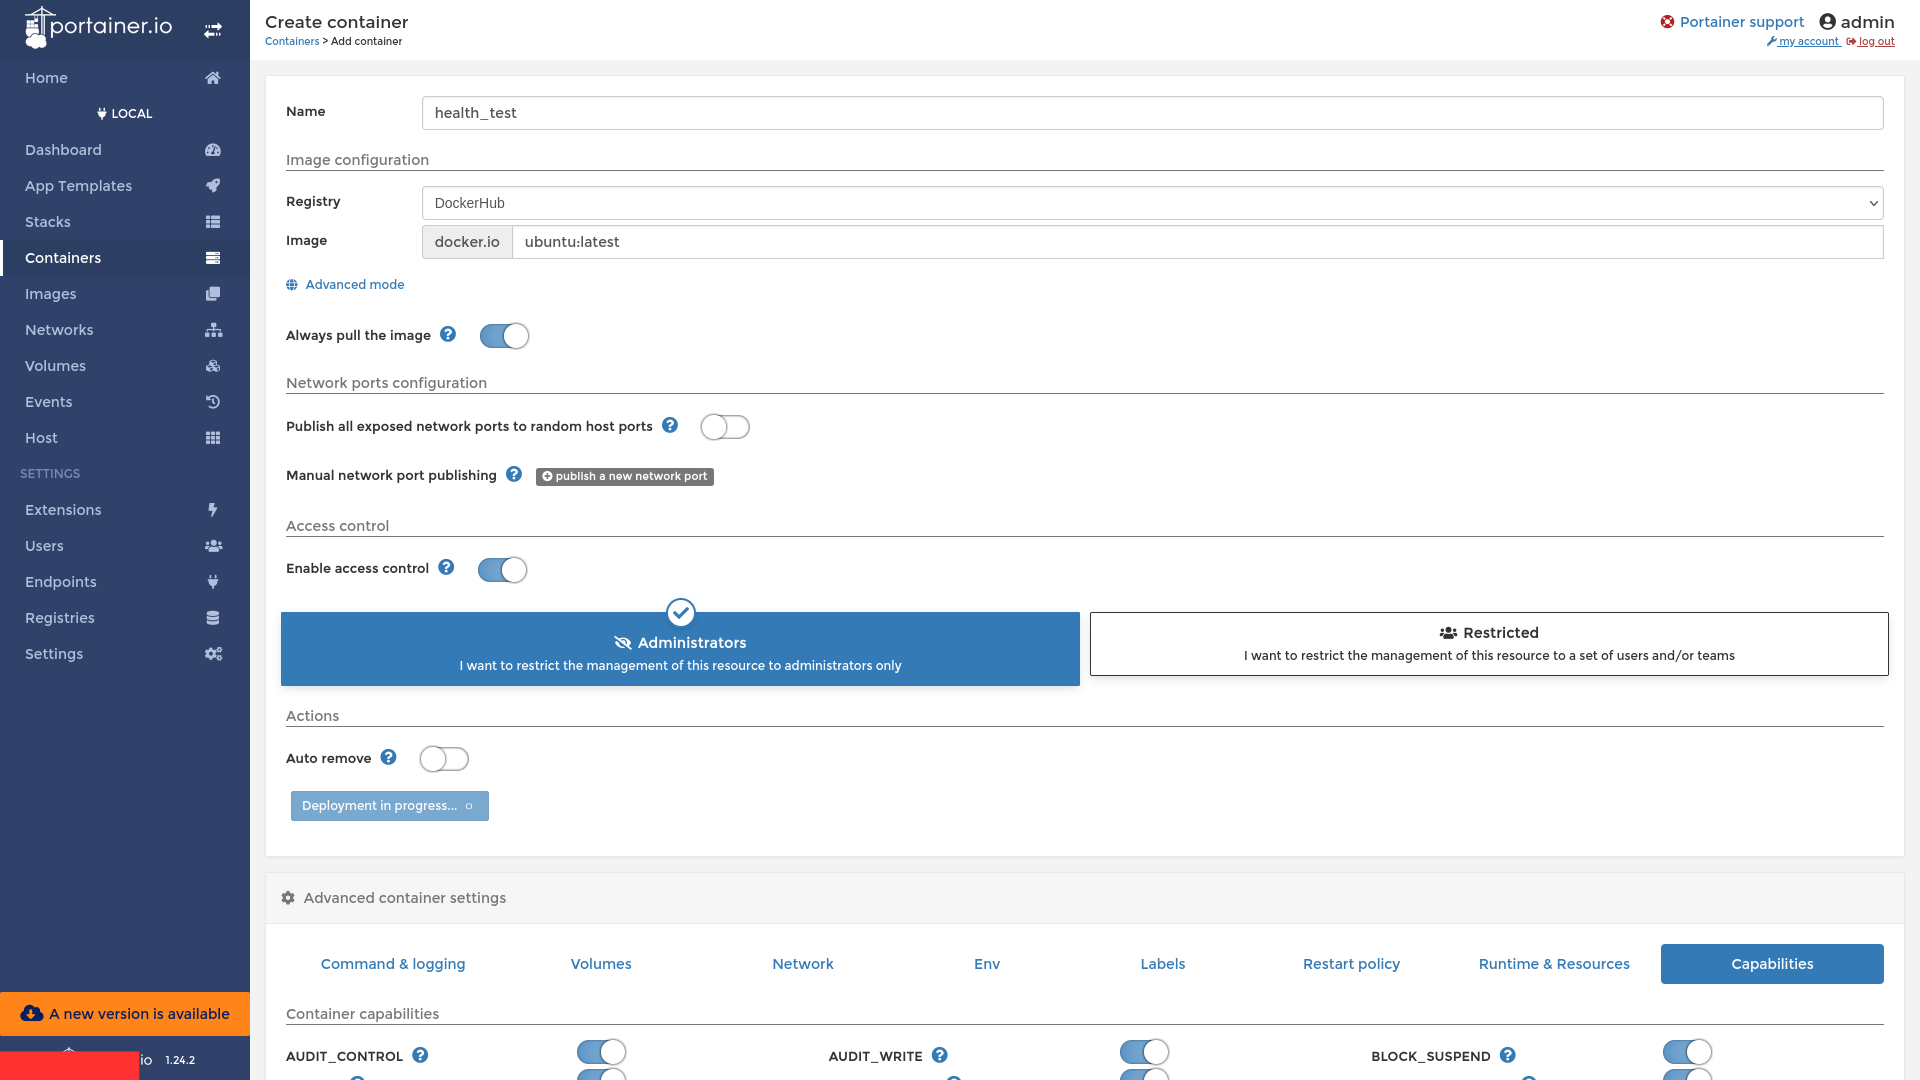 portainer.io
Home
LOCAL
Dashboard
App Templates
Stacks
Containers
Images
Networks
Volumes
Events
Host
SETTINGS
Extensions
Users
Endpoints
Registries
Settings
A new version is available
io 1.24.2
Create container
Containers > Add container
Portainer support admin
my account log out
Name health_test
Image configuration
Registry DockerHub
Image docker.io ubuntu:latest
Advanced mode
Always pull the image
Network ports configuration
Publish all exposed network ports to random host ports
Manual network port publishing publish a new network port
Access control
Enable access control
Administrators
I want to restrict the management of this resource to administrators only
Restricted
I want to restrict the management of this resource to a set of users and/or teams
Actions
Auto remove
Deployment in progress...
Advanced container settings
Command & logging Volumes Network Env Labels Restart policy Runtime & Resources Capabilities
Container capabilities
AUDIT_CONTROL AUDIT_WRITE BLOCK_SUSPEND